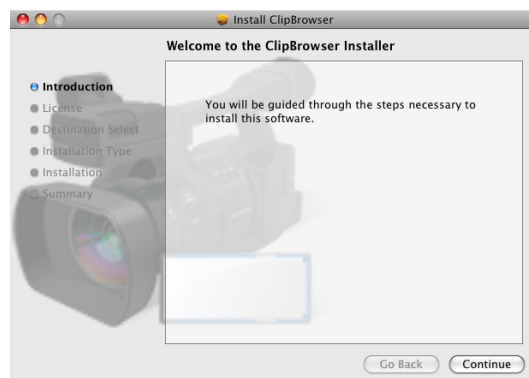 Install ClipBrowser
Welcome to the ClipBrowser Installer
Introduction
License
Destination Select
Installation Type
Installation
Summary
You will be guided through the steps necessary to
install this software.
Go Back
Continue